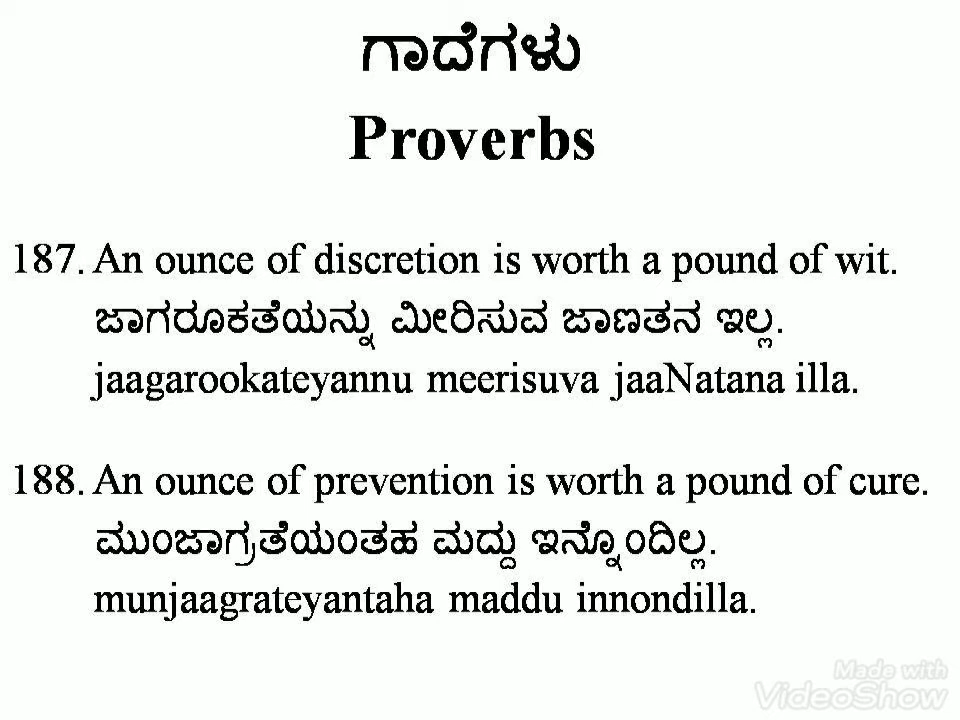 ಗಾದೆಗಳು
Proverbs
187. An ounce of discretion is worth a pound of wit.
ಜಾಗರೂಕತೆಯನ್ನು ಮೀರಿಸುವ ಜಾಣತನ ಇಲ್ಲ.
jaagarookateyannu meerisuva jaaNatana illa.
188. An ounce of prevention is worth a pound of cure.
ಮುಂಜಾಗ್ರತೆಯಂತಹ ಮದ್ದು ಇನ್ನೊಂದಿಲ್ಲ.
munjaagrateyantaha maddu innondilla.
Made with
VideoShow